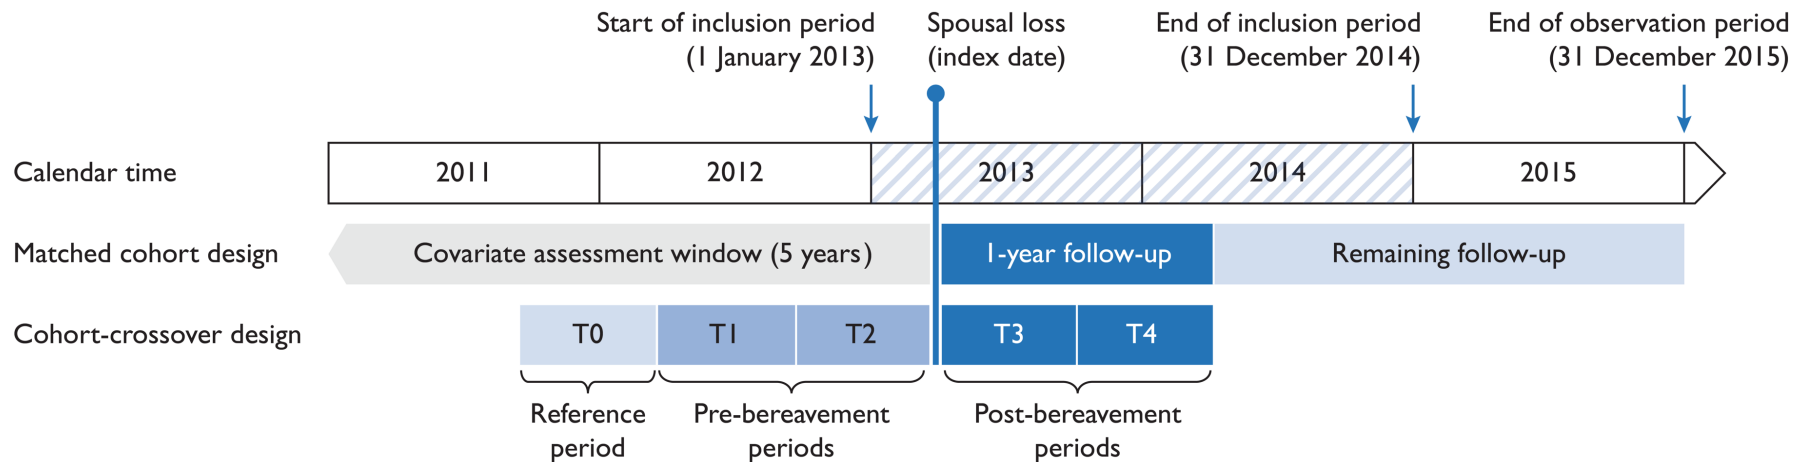 Start of inclusion period
(1 January 2013)
Spousal loss
(index date)
End of inclusion period
(31 December 2014)
End of observation period
(31 December 2015)
Calendar time
2011
2012
2013
2014
2015
Matched cohort design
Covariate assessment window (5 years)
1-year follow-up
Remaining follow-up
Cohort-crossover design
T0
T1
T2
T3
T4
Reference
period
Pre-bereavement
periods
Post-bereavement
periods